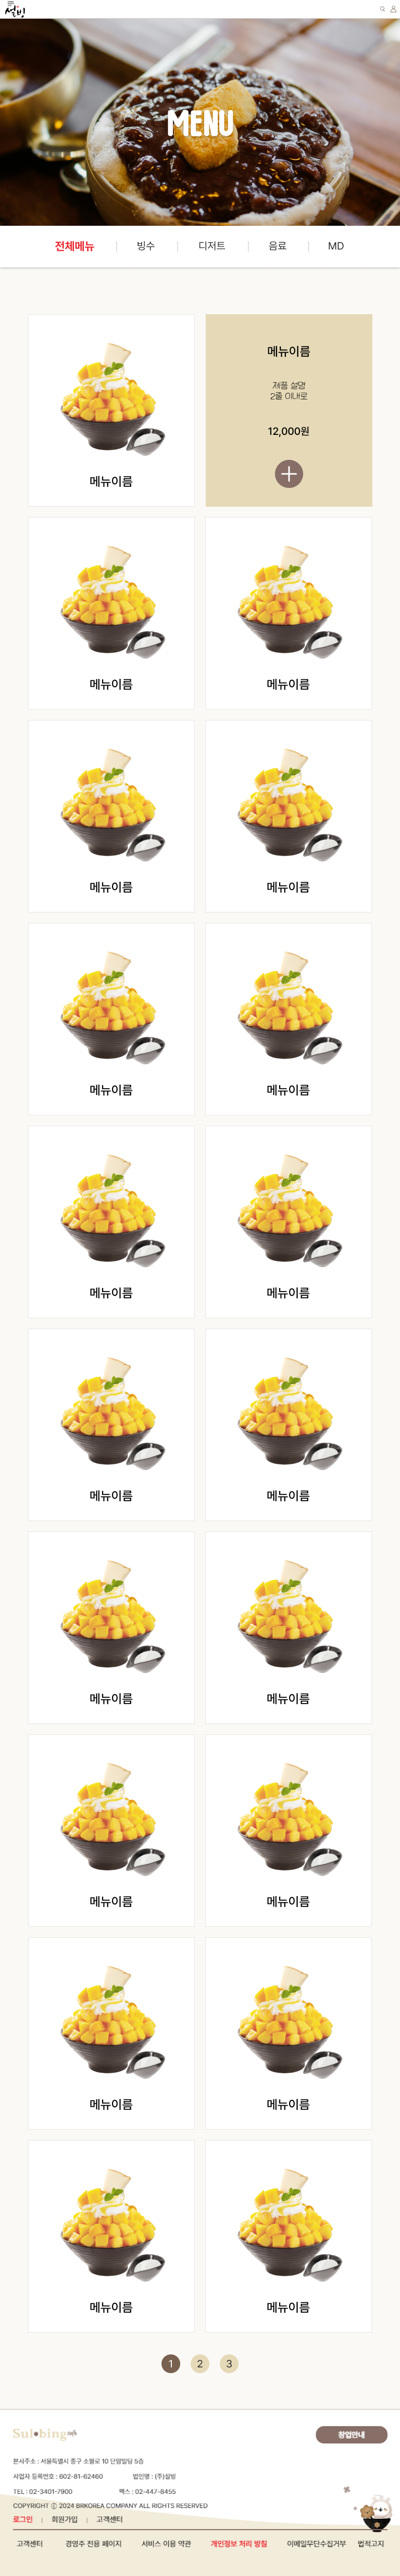 설빙
MENU
전체메뉴 빙수 디저트 음료 MD
메뉴이름
메뉴이름
제품 설명
2줄 이내로
12,000원
메뉴이름 메뉴이름
메뉴이름 메뉴이름
메뉴이름 메뉴이름
메뉴이름 메뉴이름
메뉴이름 메뉴이름
메뉴이름 메뉴이름
메뉴이름 메뉴이름
메뉴이름 메뉴이름
메뉴이름 메뉴이름
1 2 3
Sulbing 창업안내
본사주소 : 서울특별시 중구 소월로 10 단암빌딩 5층
사업자 등록번호 : 602-81-62460 법인명 : (주)설빙
TEL : 02-3401-7900 팩스 : 02-447-8455
COPYRIGHT ⓒ 2024 BIRKOREA COMPANY ALL RIGHTS RESERVED
로그인 | 회원가입 | 고객센터
고객센터 경영주 전용 페이지 서비스 이용 약관 개인정보 처리 방침 이메일무단수집거부 법적고지